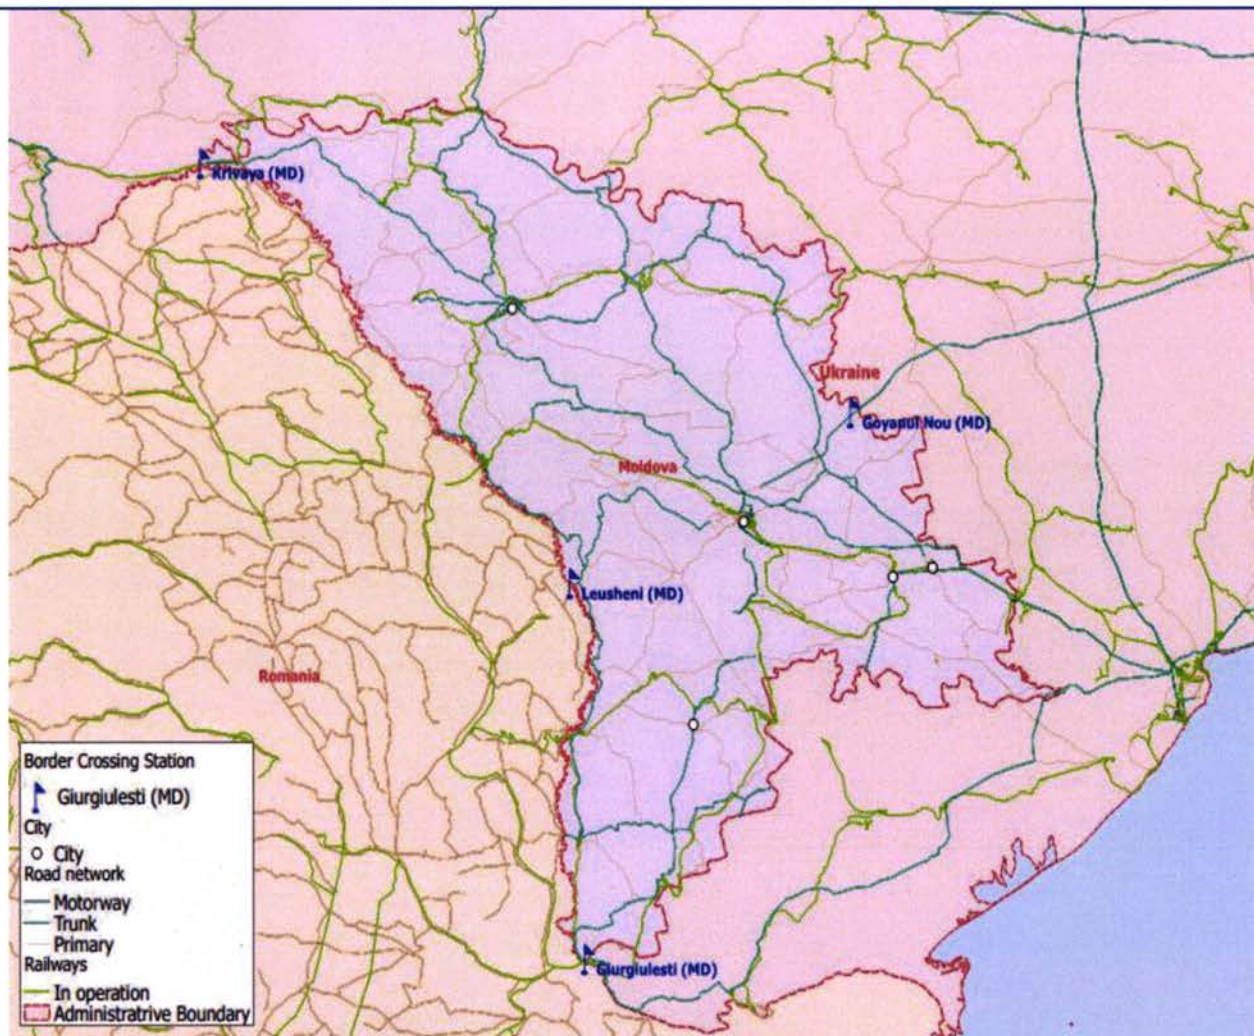 Krivaya (MD)
Ukraine
Goyanul Nou (MD)
Moldova
Leusheni (MD)
Romania
Border Crossing Station
Giurgiulesti (MD)
City
City
Road network
Motorway
Trunk
Primary
Railways
In operation
Administratrive Boundary
Giurgiulesti (MD)